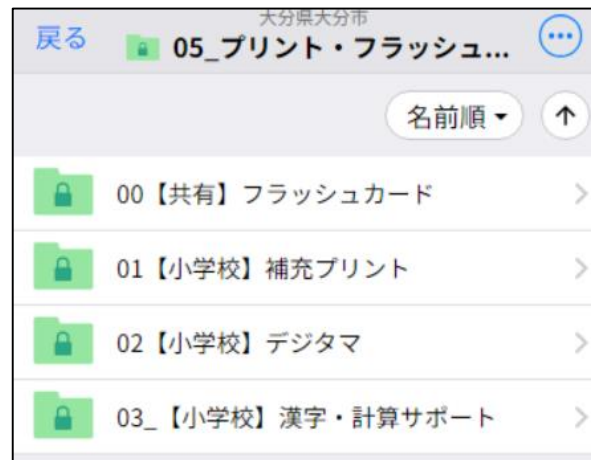 大分県大分市
戻る 05_プリント・フラッシュ...
名前順
00【共有】フラッシュカード
01【小学校】補充プリント
02【小学校】デジタマ
03_【小学校】漢字・計算サポート